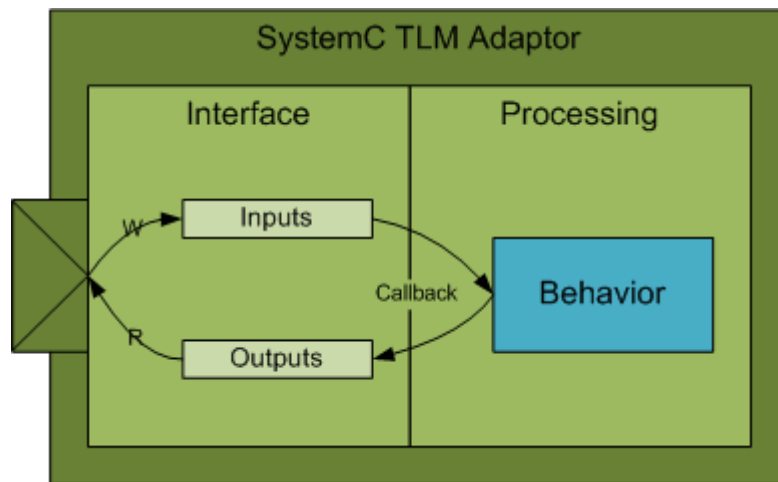 SystemC TLM Adaptor
Interface
Processing
W
Inputs
Callback
Behavior
R
Outputs